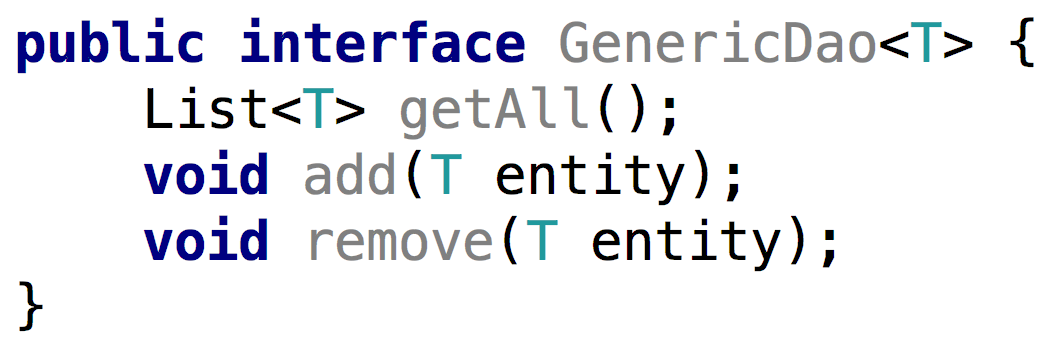 public interface GenericDao<T> {
    List<T> getAll();
    void add(T entity);
    void remove(T entity);
}